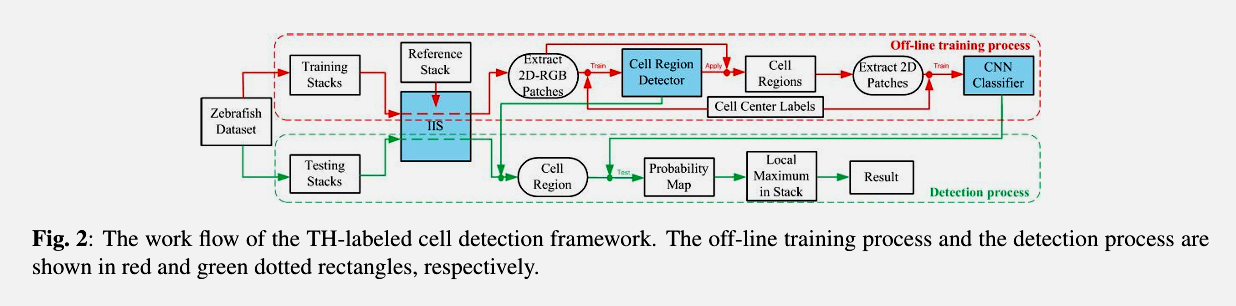 Off-line training process
Zebrafish
Dataset
Training
Stacks
Reference
Stack
IIS
Extract
2D-RGB
Patches
Train
Cell Region
Detector
Apply
Cell
Regions
Extract 2D
Patches
Train
CNN
Classifier
Cell Center Labels
Testing
Stacks
Cell
Region
Test
Probability
Map
Local
Maximum
in Stack
Result
Detection process
Fig. 2: The work flow of the TH-labeled cell detection framework. The off-line training process and the detection process are
shown in red and green dotted rectangles, respectively.